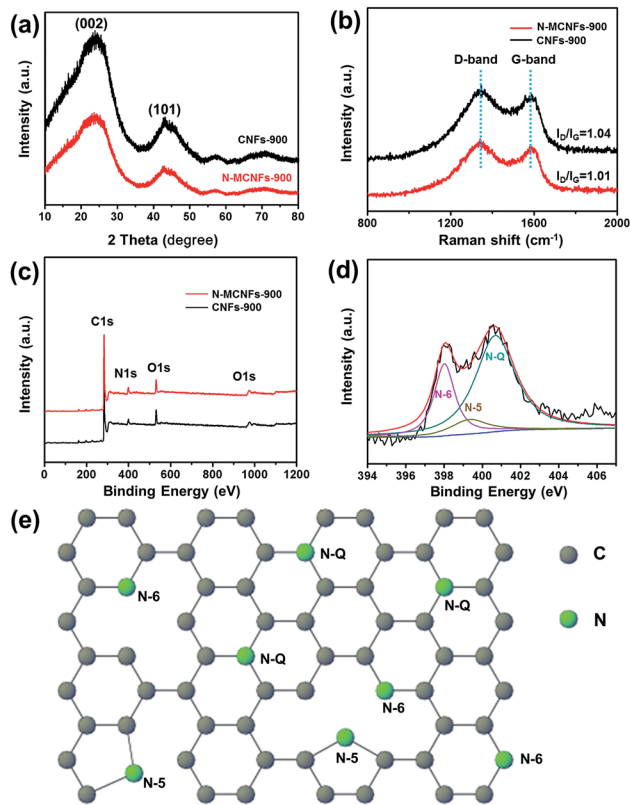 (a)
(002)
(101)
CNFs-900
N-MCNFs-900
Intensity (a.u.)
10 20 30 40 50 60 70 80
2 Theta (degree)
(b)
N-MCNFs-900
CNFs-900
D-band G-band
I_D/I_G=1.04
I_D/I_G=1.01
Intensity (a.u.)
800 1200 1600 2000
Raman shift (cm⁻¹)
(c)
N-MCNFs-900
CNFs-900
C1s
N1s
O1s
O1s
Intensity (a.u.)
0 200 400 600 800 1000 1200
Binding Energy (eV)
(d)
N-Q
N-6
N-5
Intensity (a.u.)
394 396 398 400 402 404 406
Binding Energy (eV)
(e)
N-Q
C
N-6
N-Q
N
N-Q
N-6
N-5
N-5
N-6